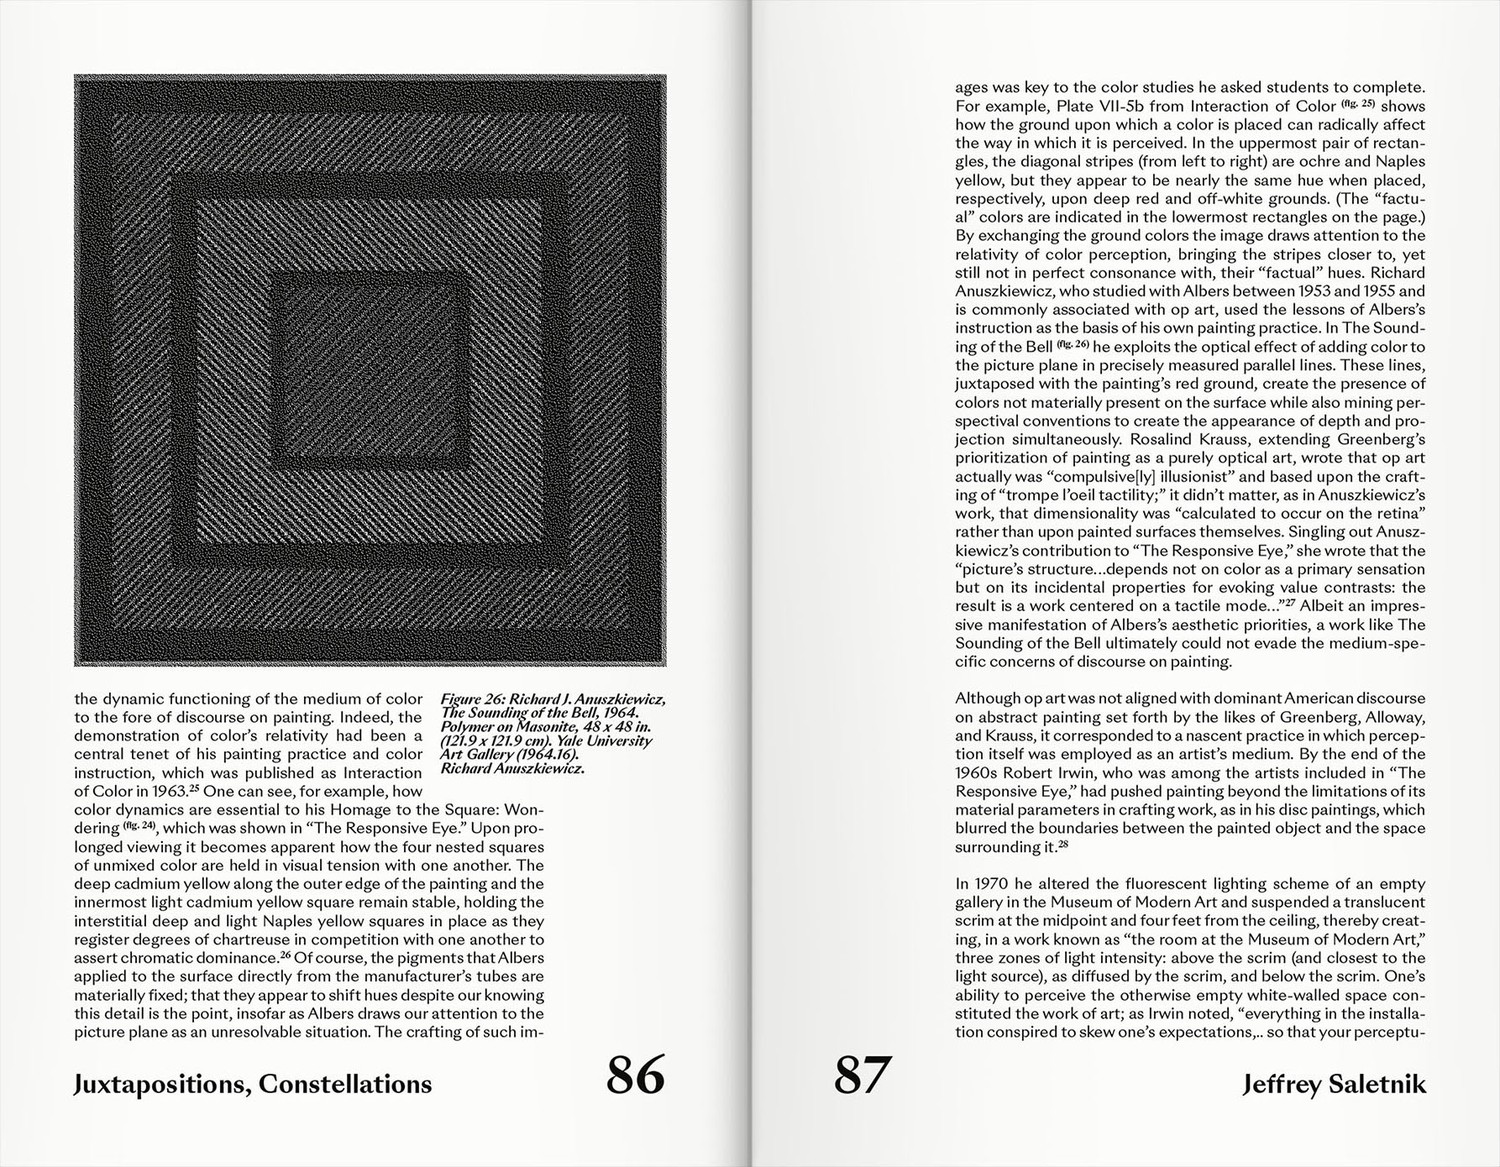 the dynamic functioning of the medium of color
to the fore of discourse on painting. Indeed, the
demonstration of color's relativity had been a
central tenet of his painting practice and color
instruction, which was published as Interaction
of Color in 1963.25 One can see, for example, how
color dynamics are essential to his Homage to the Square: Won-
dering (fig. 24), which was shown in “The Responsive Eye.” Upon pro-
longed viewing it becomes apparent how the four nested squares
of unmixed color are held in visual tension with one another. The
deep cadmium yellow along the outer edge of the painting and the
innermost light cadmium yellow square remain stable, holding the
interstitial deep and light Naples yellow squares in place as they
register degrees of chartreuse in competition with one another to
assert chromatic dominance.26 Of course, the pigments that Albers
applied to the surface directly from the manufacturer's tubes are
materially fixed; that they appear to shift hues despite our knowing
this detail is the point, insofar as Albers draws our attention to the
picture plane as an unresolvable situation. The crafting of such im-
Figure 26: Richard J. Anuszkiewicz,
The Sounding of the Bell, 1964.
Polymer on Masonite, 48 x 48 in.
(121.9 x 121.9 cm). Yale University
Art Gallery (1964.16).
Richard Anuszkiewicz.
Juxtapositions, Constellations
86
ages was key to the color studies he asked students to complete.
For example, Plate VII-5b from Interaction of Color (fig. 25) shows
how the ground upon which a color is placed can radically affect
the way in which it is perceived. In the uppermost pair of rectan-
gles, the diagonal stripes (from left to right) are ochre and Naples
yellow, but they appear to be nearly the same hue when placed,
respectively, upon deep red and off-white grounds. (The “factu-
al” colors are indicated in the lowermost rectangles on the page.)
By exchanging the ground colors the image draws attention to the
relativity of color perception, bringing the stripes closer to, yet
still not in perfect consonance with, their “factual” hues. Richard
Anuszkiewicz, who studied with Albers between 1953 and 1955 and
is commonly associated with op art, used the lessons of Albers's
instruction as the basis of his own painting practice. In The Sound-
ing of the Bell (fig. 26) he exploits the optical effect of adding color to
the picture plane in precisely measured parallel lines. These lines,
juxtaposed with the painting's red ground, create the presence of
colors not materially present on the surface while also mining per-
spectival conventions to create the appearance of depth and pro-
jection simultaneously. Rosalind Krauss, extending Greenberg's
prioritization of painting as a purely optical art, wrote that op art
actually was “compulsive[ly] illusionist” and based upon the craft-
ing of “trompe l'oeil tactility;” it didn't matter, as in Anuszkiewicz's
work, that dimensionality was “calculated to occur on the retina”
rather than upon painted surfaces themselves. Singling out Anusz-
kiewicz's contribution to “The Responsive Eye,” she wrote that the
“picture's structure...depends not on color as a primary sensation
but on its incidental properties for evoking value contrasts: the
result is a work centered on a tactile mode...”27 Albeit an impres-
sive manifestation of Albers's aesthetic priorities, a work like The
Sounding of the Bell ultimately could not evade the medium-spe-
cific concerns of discourse on painting.
Although op art was not aligned with dominant American discourse
on abstract painting set forth by the likes of Greenberg, Alloway,
and Krauss, it corresponded to a nascent practice in which percep-
tion itself was employed as an artist's medium. By the end of the
1960s Robert Irwin, who was among the artists included in “The
Responsive Eye,” had pushed painting beyond the limitations of its
material parameters in crafting work, as in his disc paintings, which
blurred the boundaries between the painted object and the space
surrounding it.28
In 1970 he altered the fluorescent lighting scheme of an empty
gallery in the Museum of Modern Art and suspended a translucent
scrim at the midpoint and four feet from the ceiling, thereby creat-
ing, in a work known as “the room at the Museum of Modern Art,”
three zones of light intensity: above the scrim (and closest to the
light source), as diffused by the scrim, and below the scrim. One's
ability to perceive the otherwise empty white-walled space con-
stituted the work of art; as Irwin noted, “everything in the installa-
tion conspired to skew one's expectations,.. so that your perceptu-
87
Jeffrey Saletnik